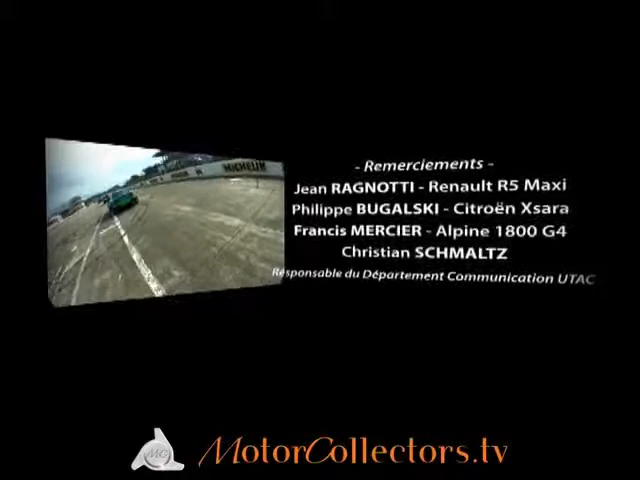 MICHELIN
- Remerciements -
Jean RAGNOTTI - Renault R5 Maxi
Philippe BUGALSKI - Citroën Xsara
Francis MERCIER - Alpine 1800 G4
Christian SCHMALTZ
Responsable du Département Communication UTAC
MG
MotorCollectors.tv